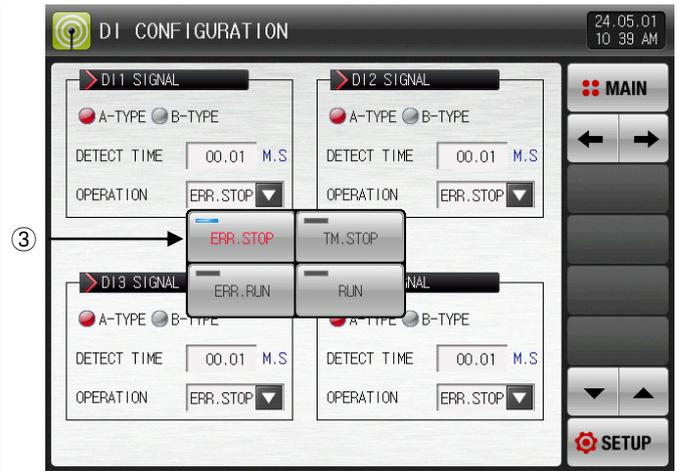 DI CONFIGURATION
24.05.01
10 39 AM
DI1 SIGNAL
A-TYPE B-TYPE
DETECT TIME 00.01 M.S
OPERATION ERR.STOP
DI2 SIGNAL
A-TYPE B-TYPE
DETECT TIME 00.01 M.S
OPERATION ERR.STOP
③
ERR.STOP TM.STOP
ERR.RUN RUN
DI3 SIGNAL
A-TYPE B-TYPE
DETECT TIME 00.01 M.S
OPERATION ERR.STOP
NAL
A-TYPE B-TYPE
DETECT TIME 00.01 M.S
OPERATION ERR.STOP
MAIN
SETUP